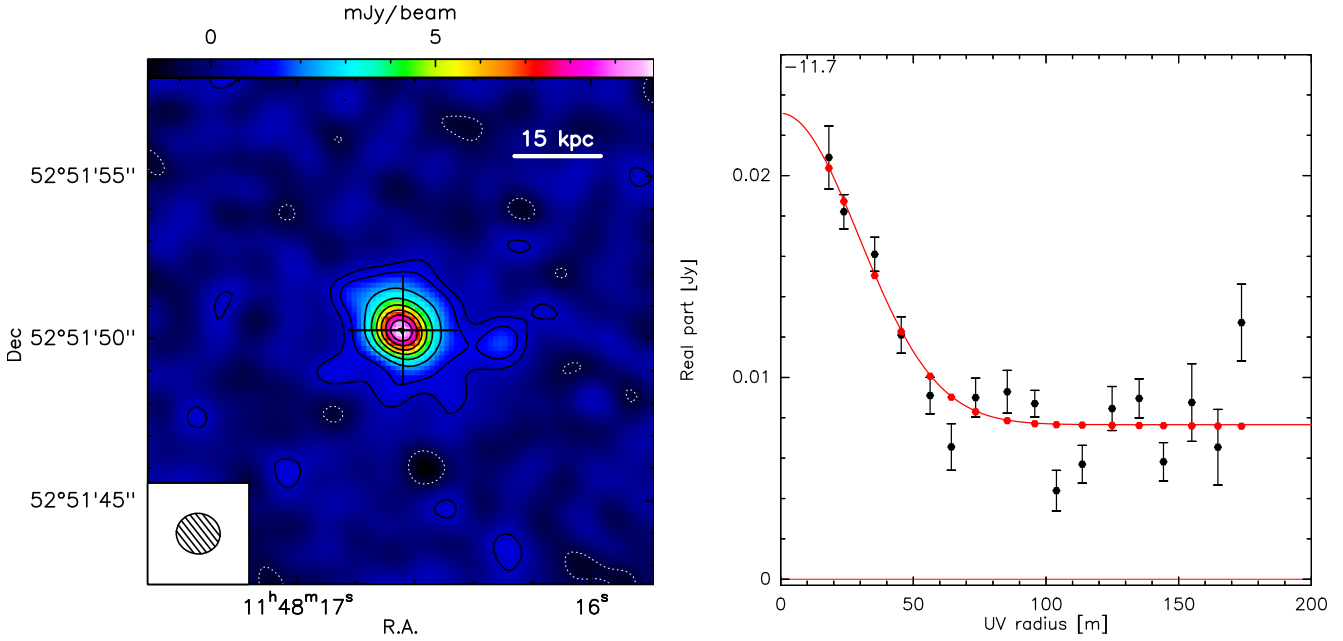 mJy/beam
0 5
15 kpc
52°51'55"
52°51'50"
52°51'45"
Dec
11ʰ48ᵐ17ˢ 16ˢ
R.A.
-11.7
0.02
0.01
0
Real part [Jy]
0 50 100 150 200
UV radius [m]